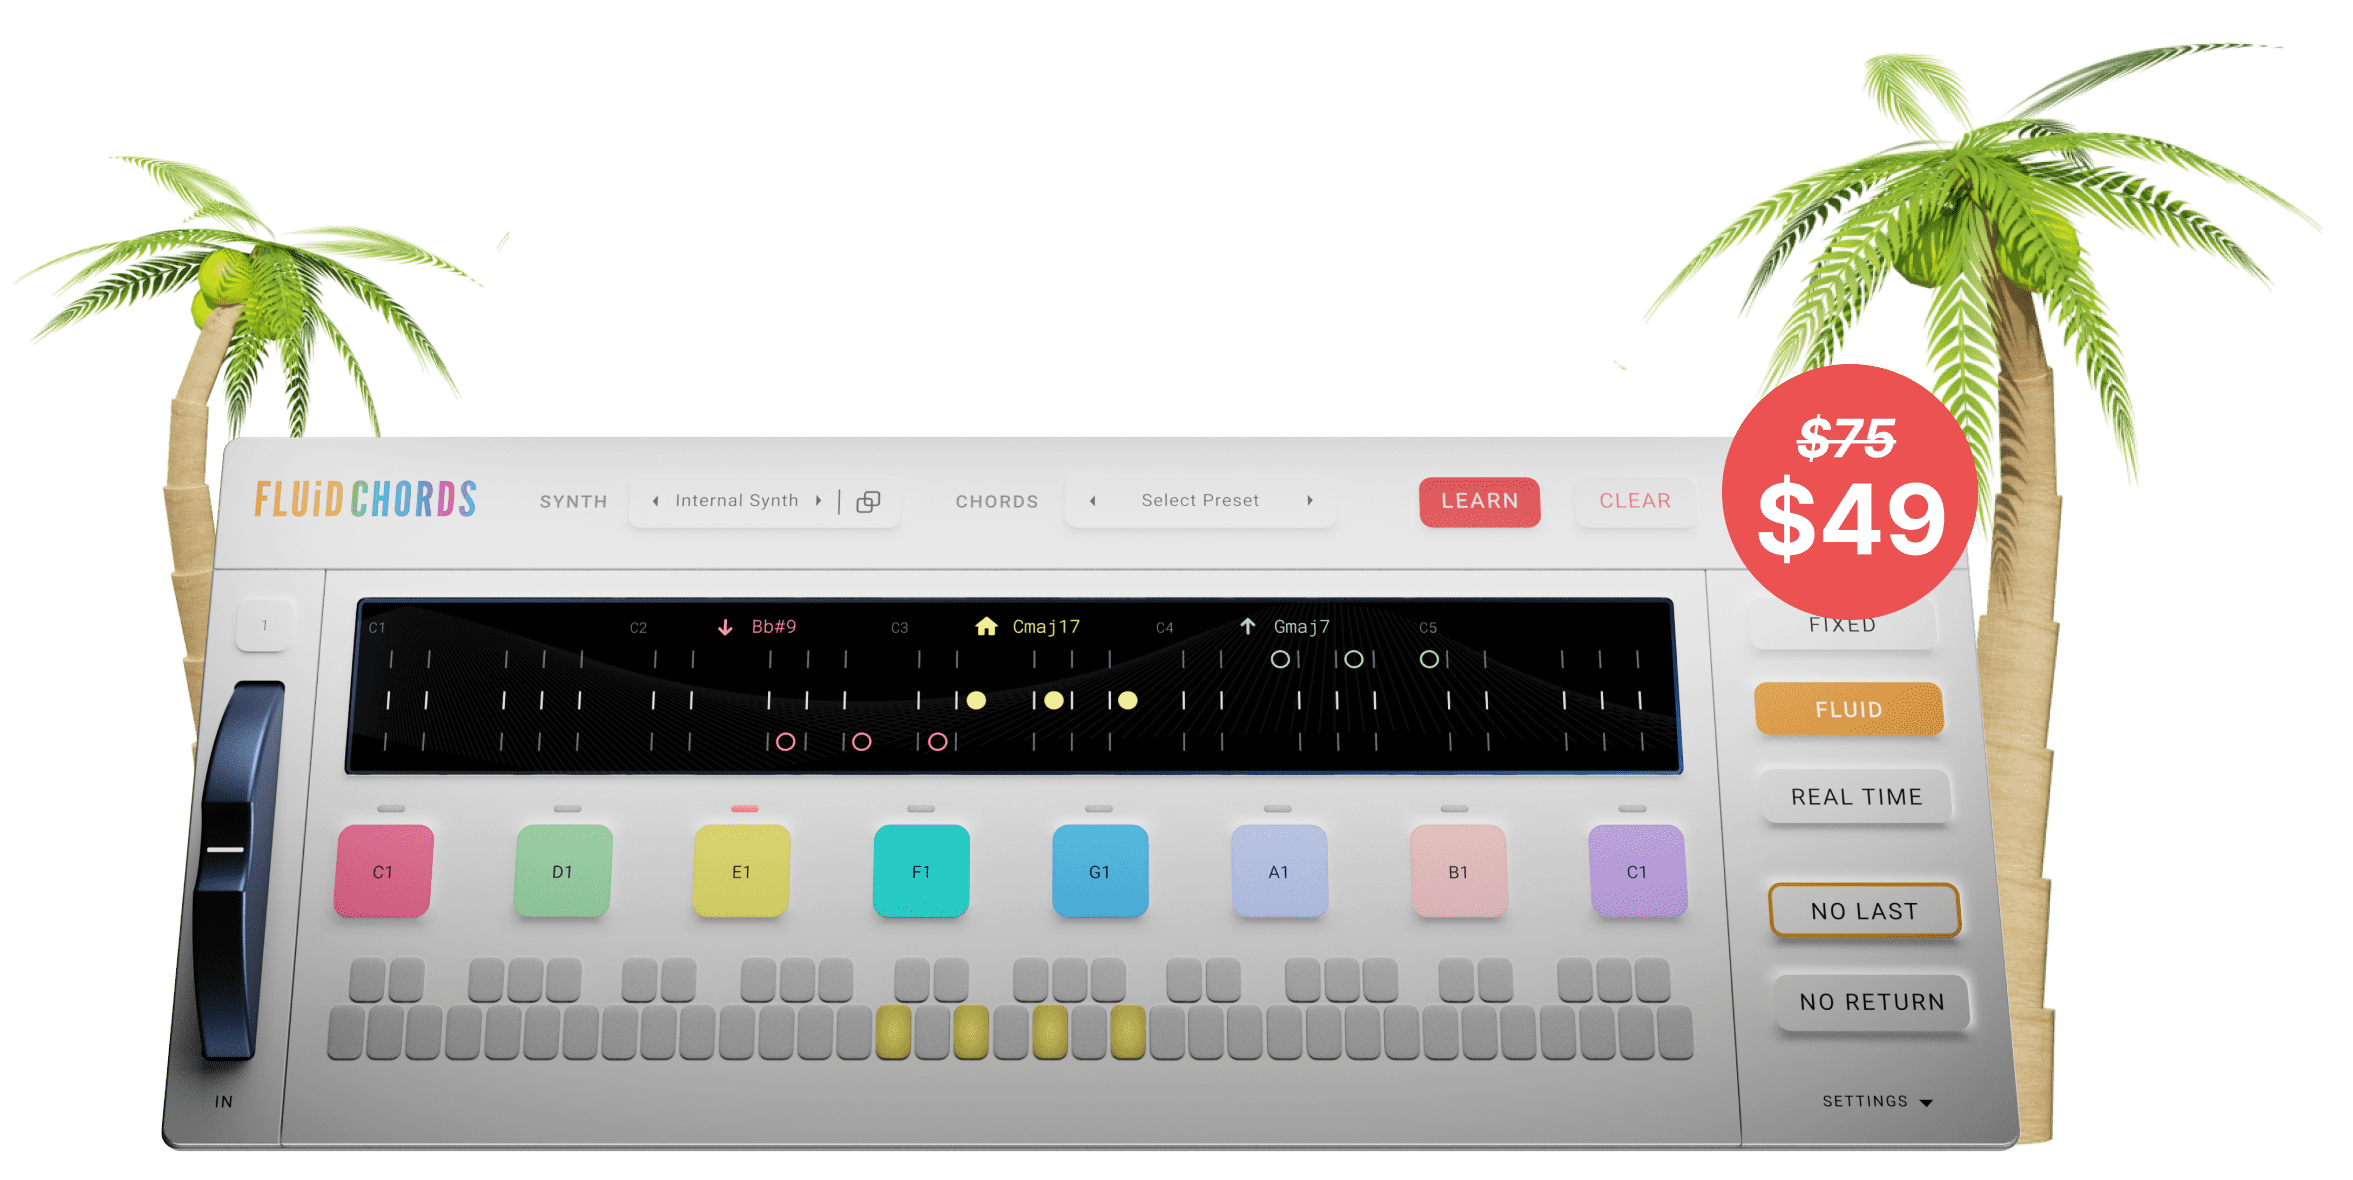 $75
$49
FLUiD CHORDS
SYNTH
Internal Synth
CHORDS
Select Preset
LEARN
CLEAR
1
C1
C2
Bb#9
C3
Cmaj17
C4
Gmaj7
C5
FIXED
FLUID
REAL TIME
C1
D1
E1
F1
G1
A1
B1
C1
NO LAST
NO RETURN
IN
SETTINGS